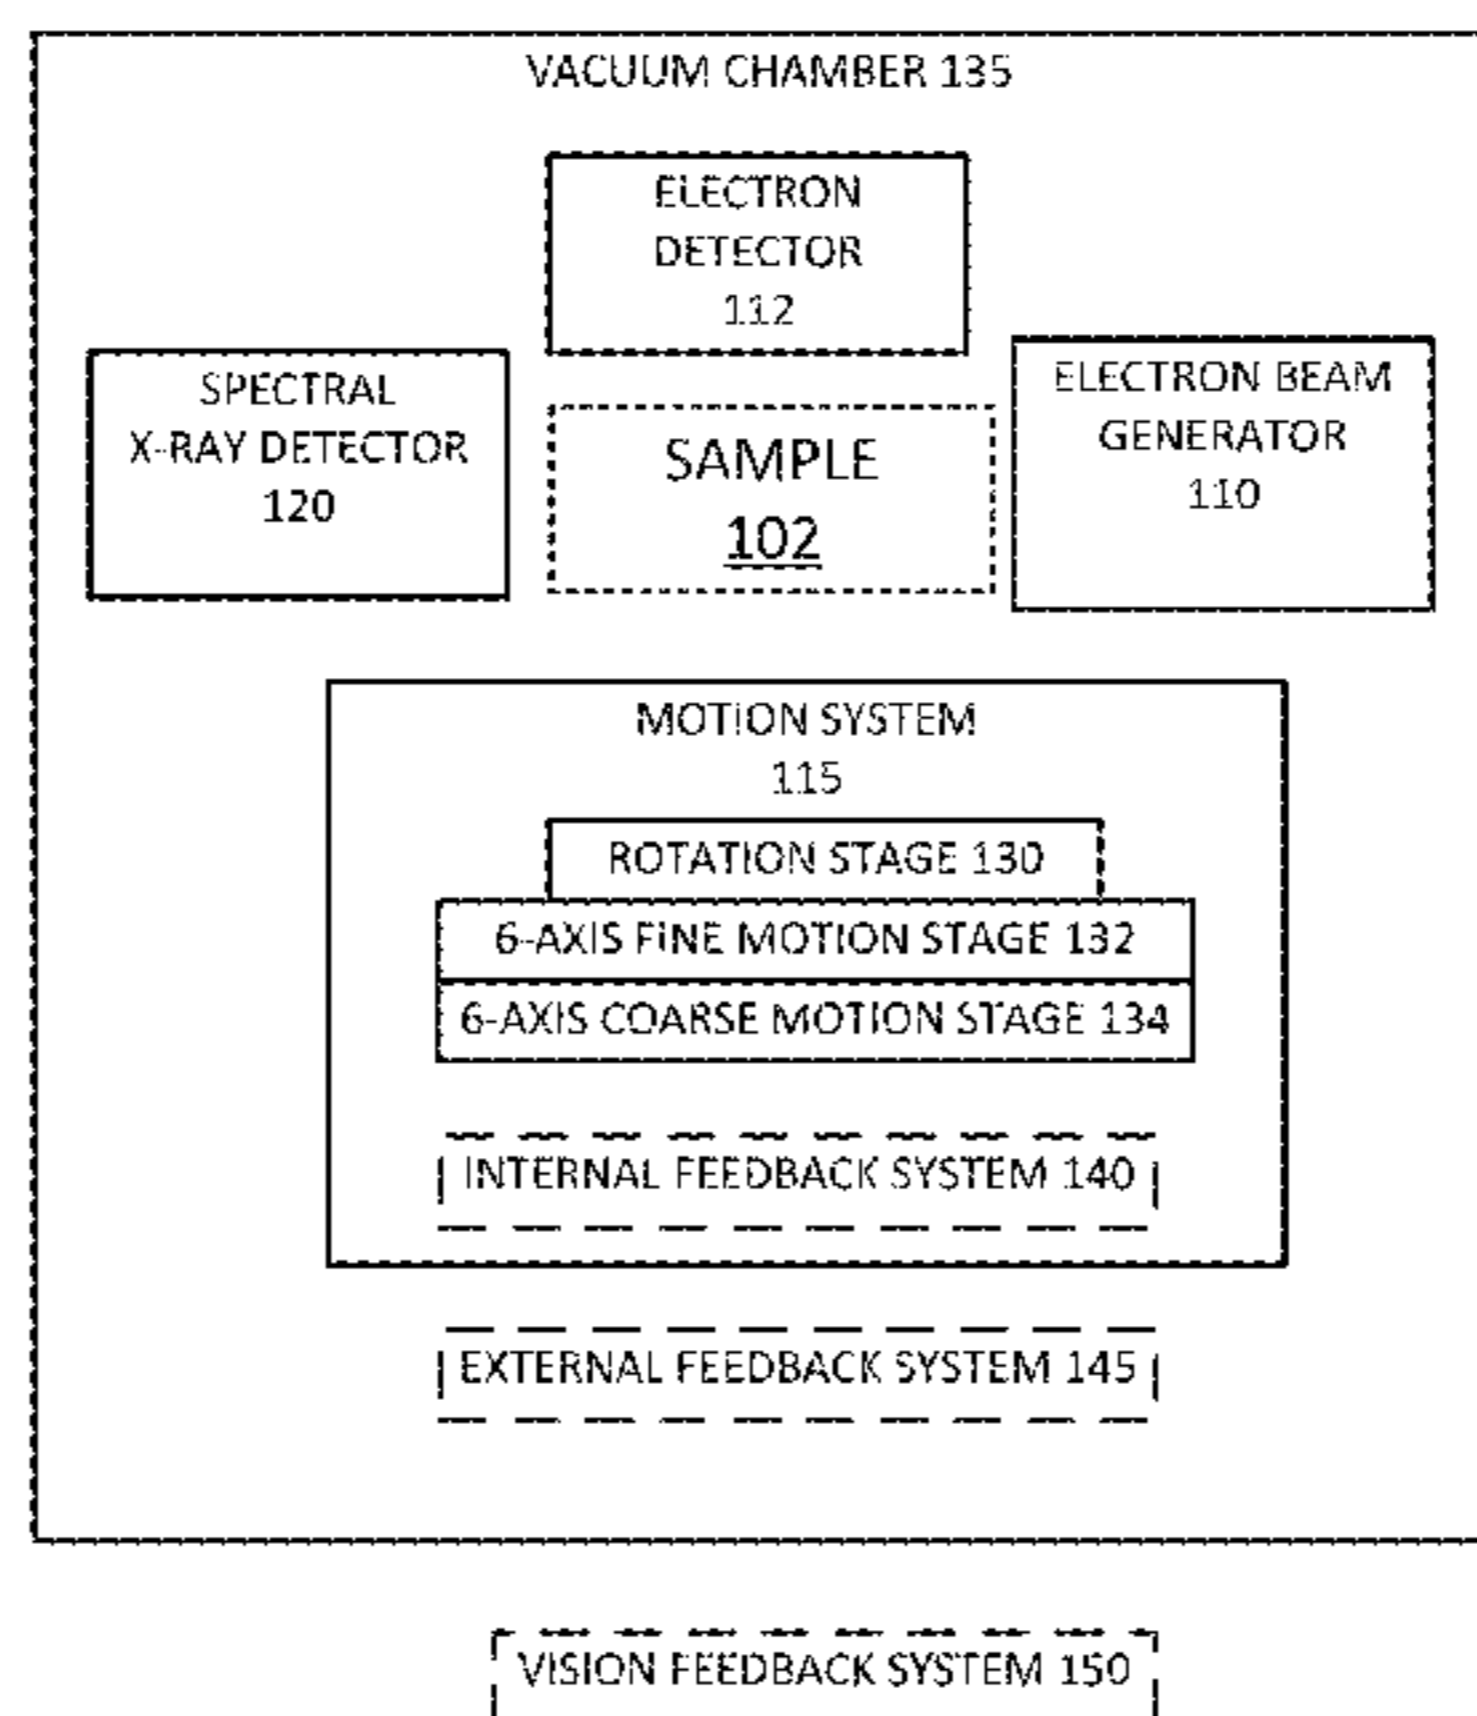 VACUUM CHAMBER 135
ELECTRON
DETECTOR
112
SPECTRAL
X-RAY DETECTOR
120
SAMPLE
102
ELECTRON BEAM
GENERATOR
110
MOTION SYSTEM
115
ROTATION STAGE 130
6-AXIS FINE MOTION STAGE 132
6-AXIS COARSE MOTION STAGE 134
INTERNAL FEEDBACK SYSTEM 140
EXTERNAL FEEDBACK SYSTEM 145
VISION FEEDBACK SYSTEM 150